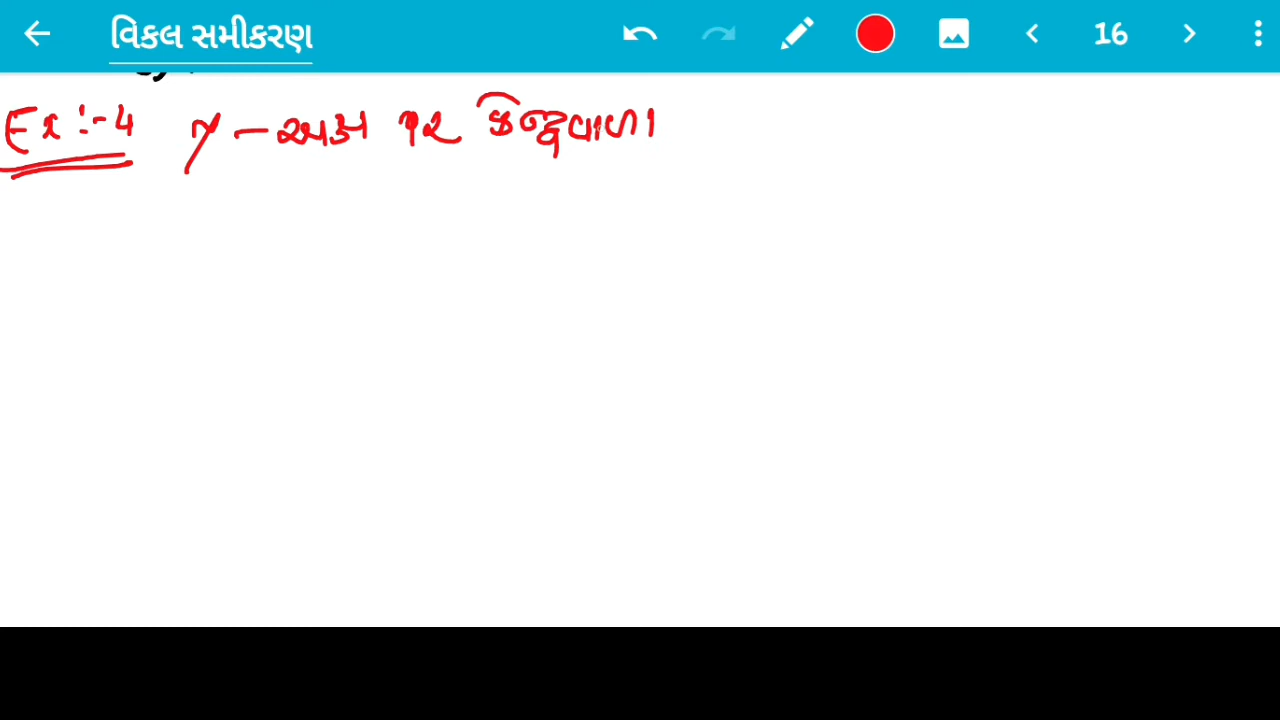 વિકલ સમીકરણ
16
Ex :- 4 y - અક્ષ પર કેન્દ્રવાળા